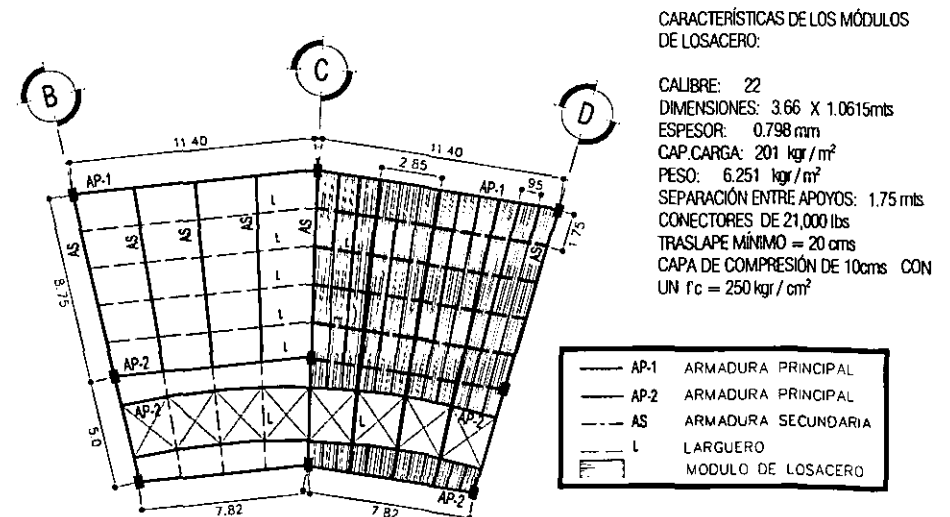 CARACTERÍSTICAS DE LOS MÓDULOS
DE LOSACERO:
CALIBRE: 22
DIMENSIONES: 3.66 X 1.0615mts
ESPESOR: 0.798 mm
CAP.CARGA: 201 kgr/m²
PESO: 6.251 kgr/m²
SEPARACIÓN ENTRE APOYOS: 1.75 mts
CONECTORES DE 21,000 lbs
TRASLAPE MÍNIMO = 20 cms
CAPA DE COMPRESIÓN DE 10cms CON
UN f'c = 250 kgr/cm²
B
C
D
11.40
11.40
2.85
.95
1.75
AP-1
AP-1
L
L
L
L
L
L
L
AS
AS
AS
AS
AS
AS
AS
8.75
AP-2
AP-2
AP-2
5.0
AP-2
7.82
7.82
AP-1 ARMADURA PRINCIPAL
AP-2 ARMADURA PRINCIPAL
AS ARMADURA SECUNDARIA
L LARGUERO
MODULO DE LOSACERO